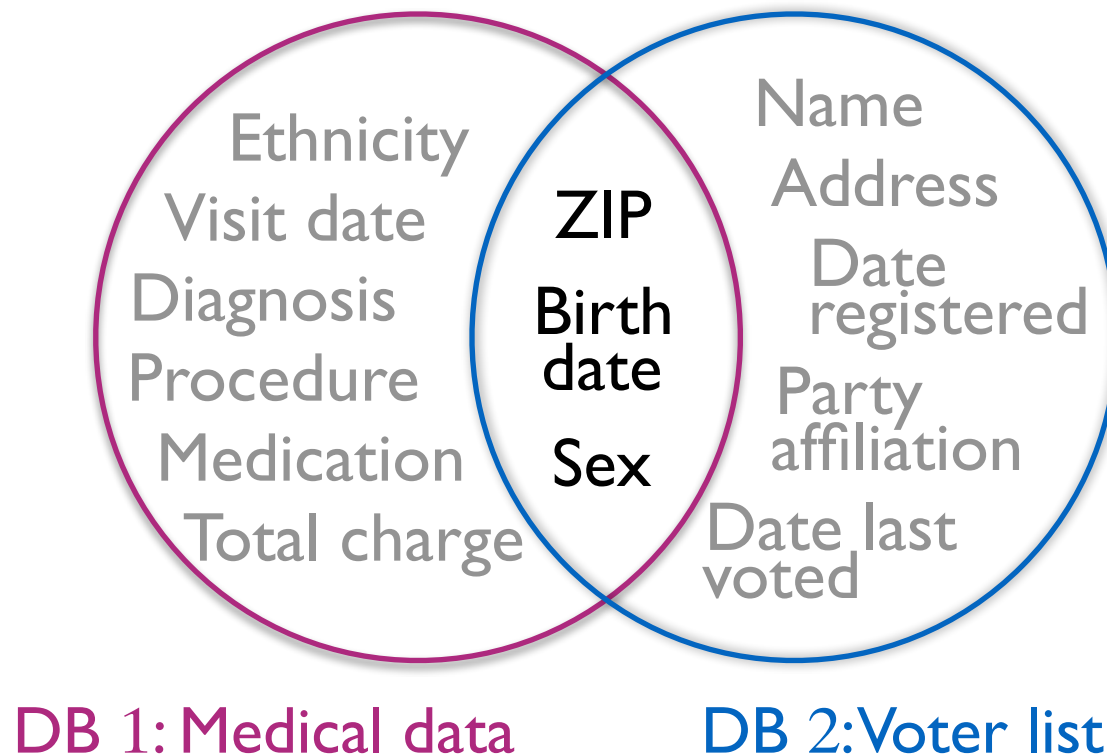 Ethnicity
Visit date
Diagnosis
Procedure
Medication
Total charge
ZIP
Birth
date
Sex
Name
Address
Date
registered
Party
affiliation
Date last
voted
DB 1: Medical data
DB 2: Voter list